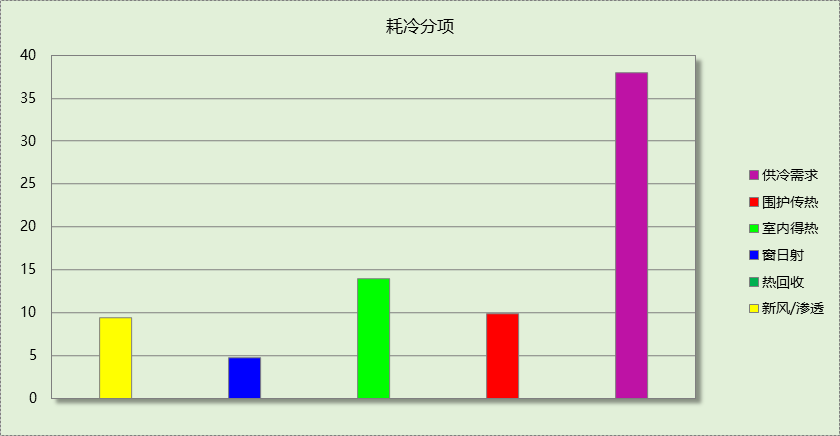 耗冷分项
40
35
30
25
20
15
10
5
0
供冷需求
围护传热
室内得热
窗日射
热回收
新风/渗透